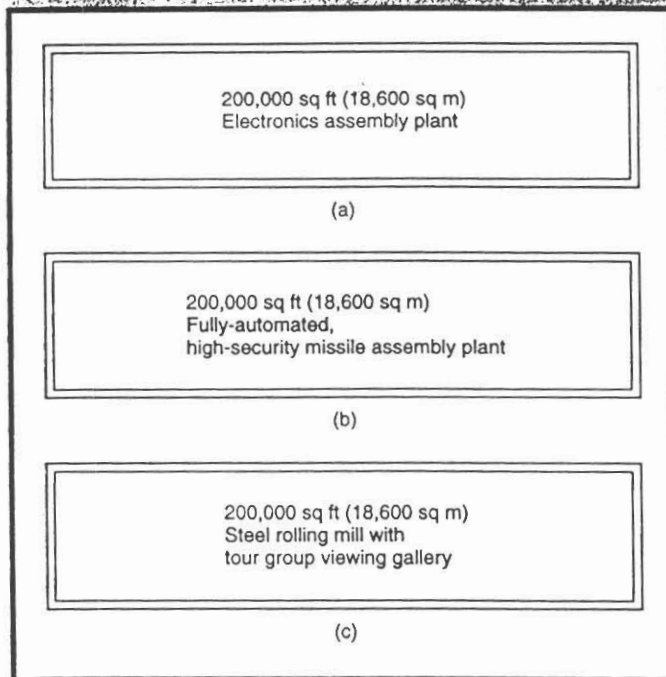 200,000 sq ft (18,600 sq m)
Electronics assembly plant
(a)
200,000 sq ft (18,600 sq m)
Fully-automated,
high-security missile assembly plant
(b)
200,000 sq ft (18,600 sq m)
Steel rolling mill with
tour group viewing gallery
(c)